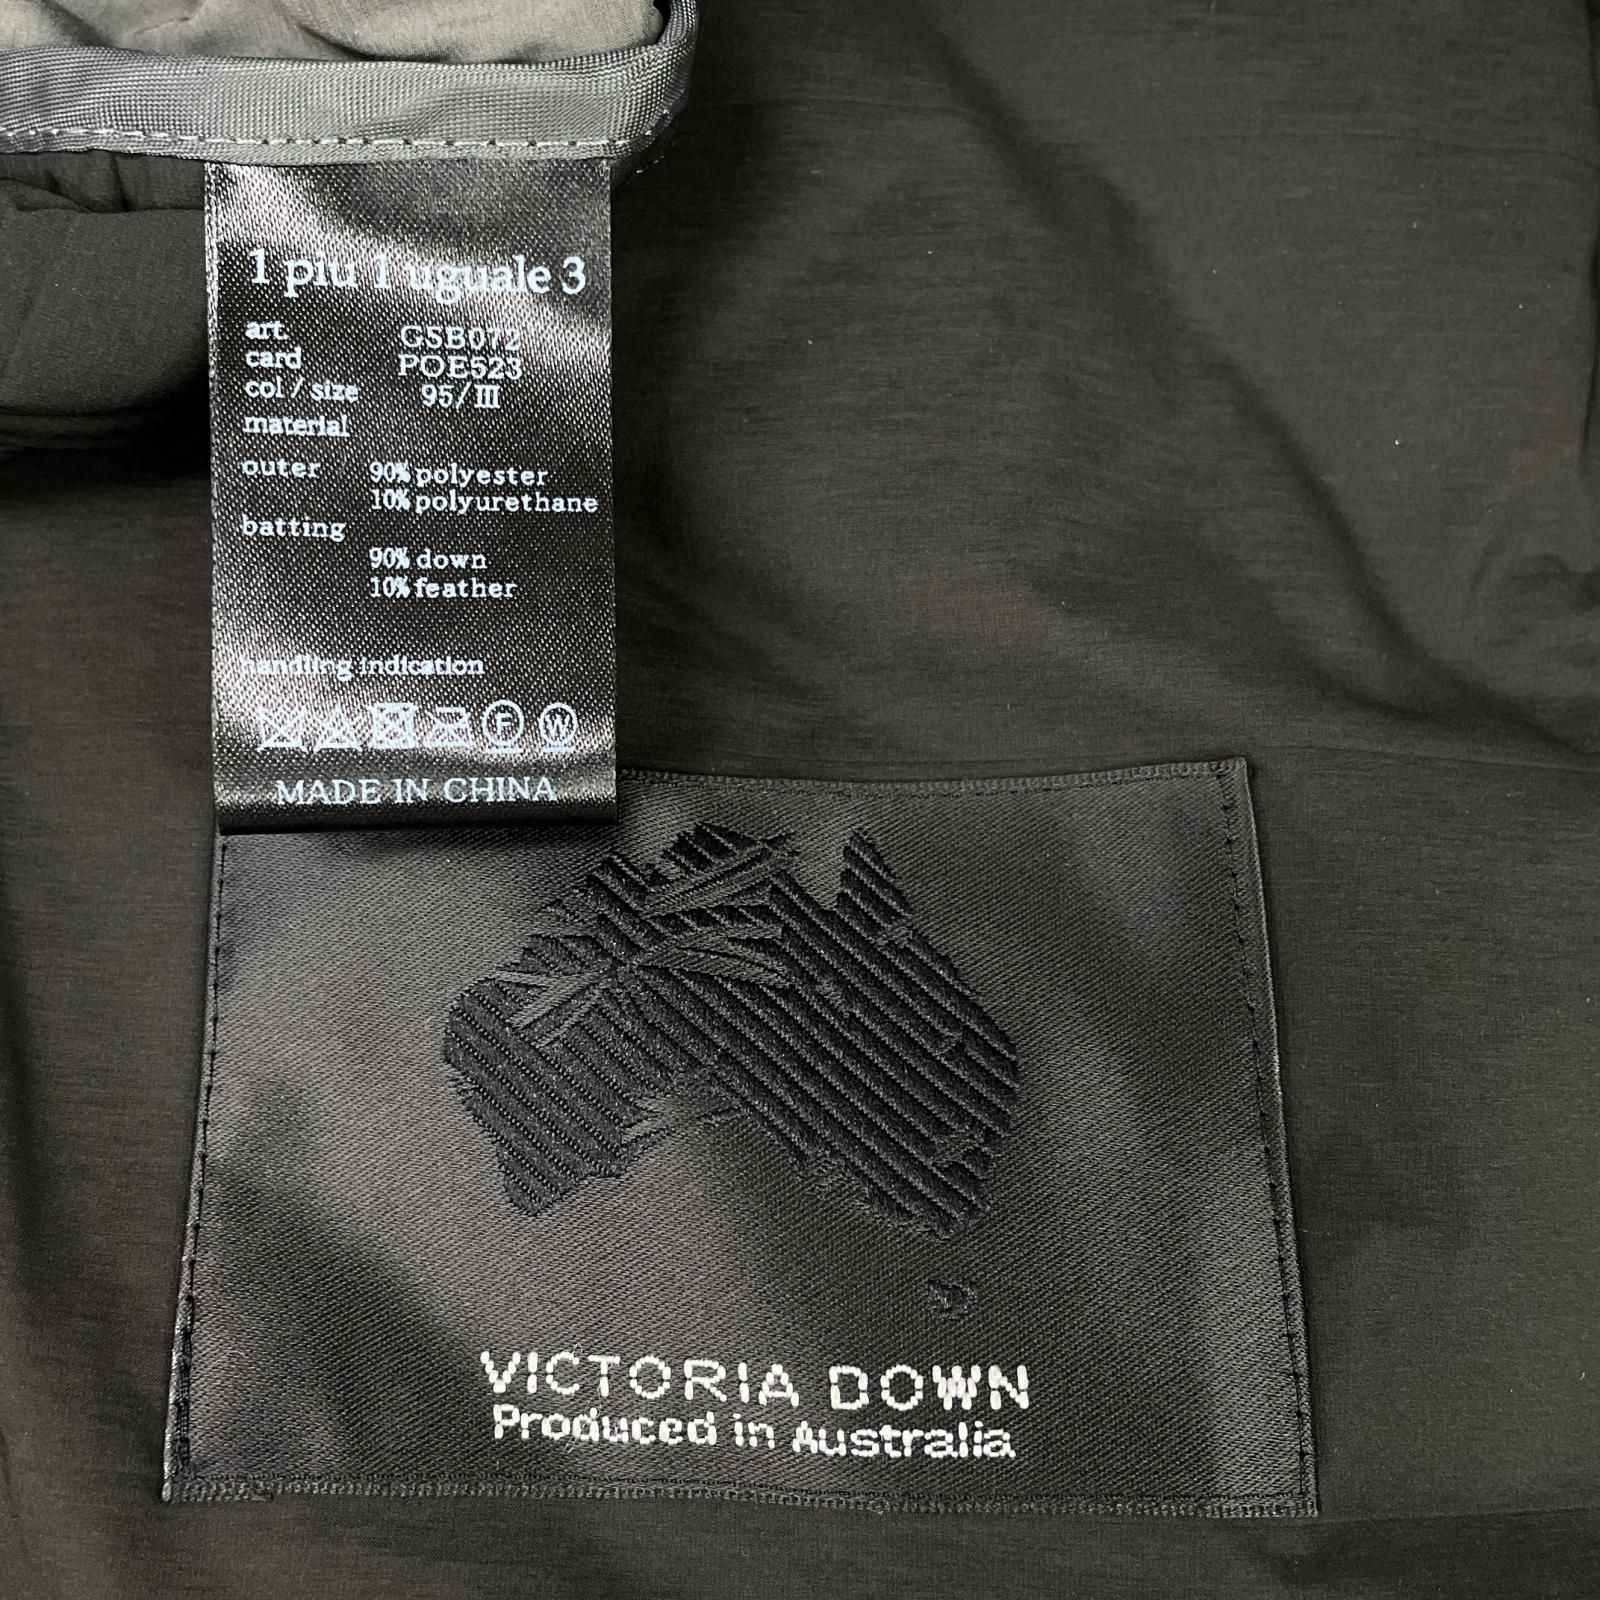 1 piu 1 uguale 3
art. GSB072
card POE523
col / size 95/III
material
outer 90% polyester
10% polyurethane
batting
90% down
10% feather
handling indication
F W
MADE IN CHINA
VICTORIA DOWN
Produced in Australia